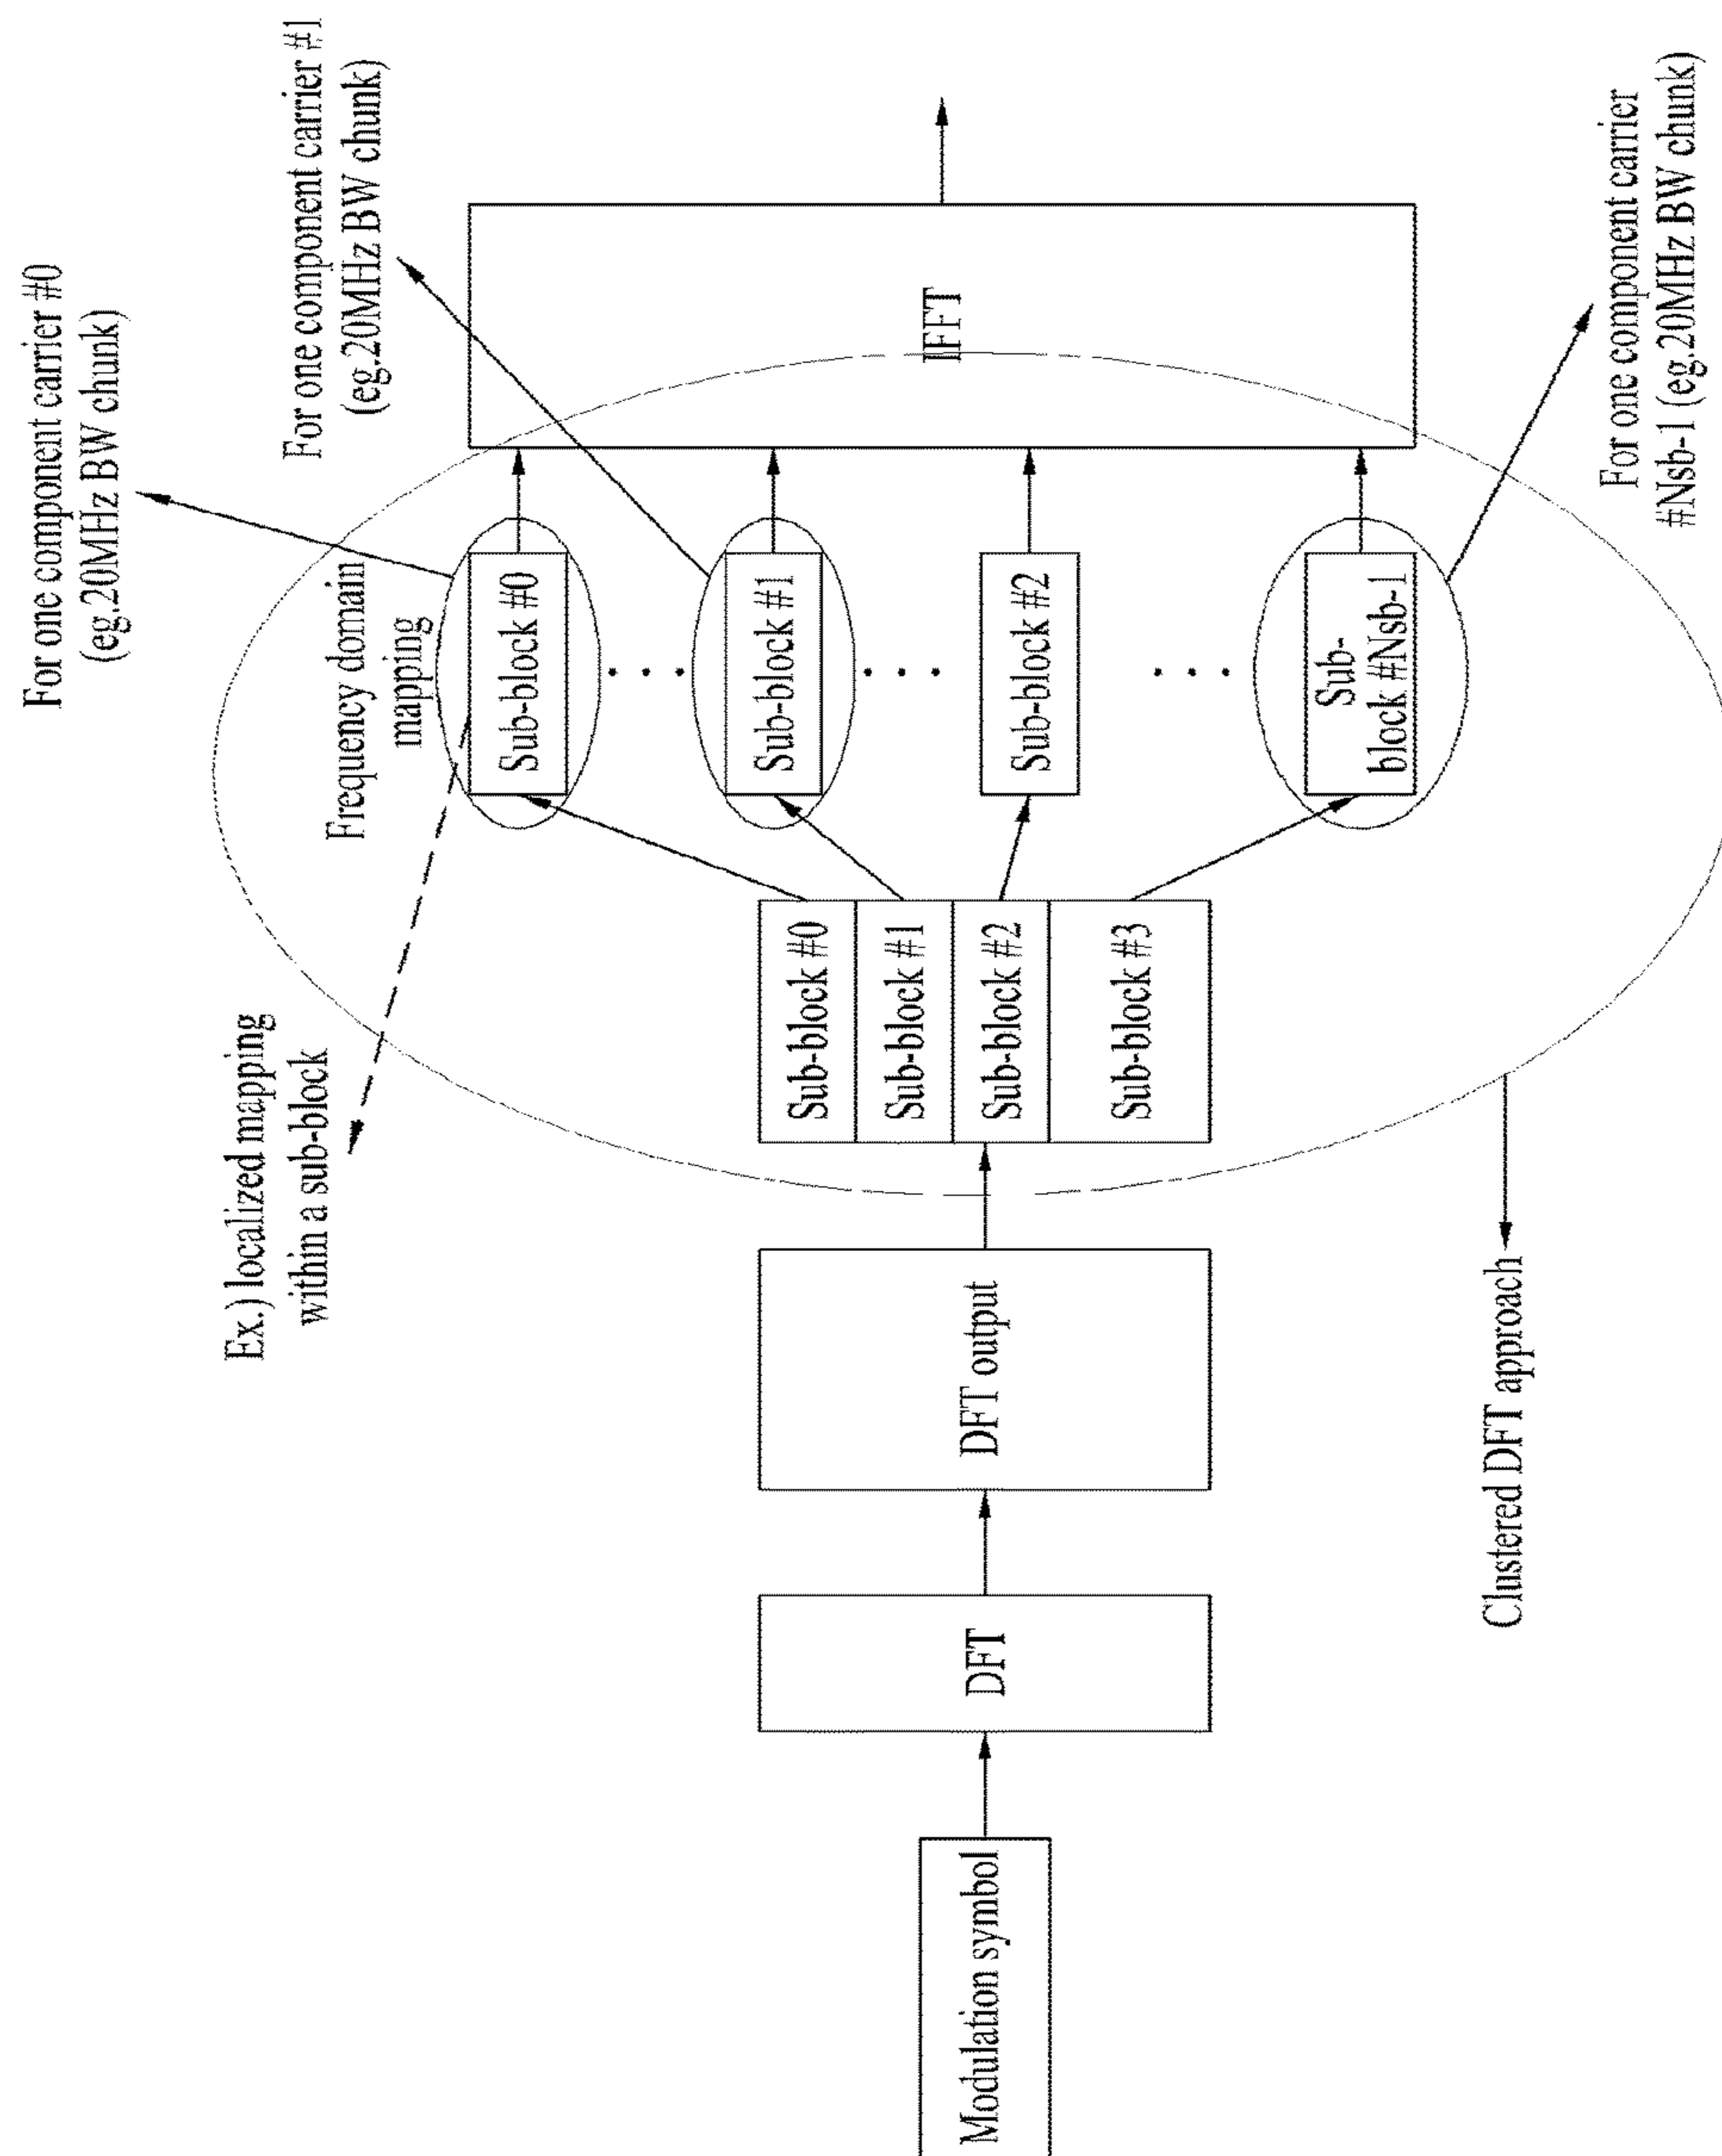 For one component carrier #0
(eg.20MHz BW chunk)
For one component carrier #1
(eg.20MHz BW chunk)
Ex.) localized mapping
within a sub-block
Frequency domain
mapping
Modulation symbol
DFT
DFT output
Sub-block #0
Sub-block #1
Sub-block #2
Sub-block #3
Sub-block #0
Sub-block #1
Sub-block #2
Sub-
block #Nsb-1
IFFT
Clustered DFT approach
For one component carrier
#Nsb-1 (eg.20MHz BW chunk)